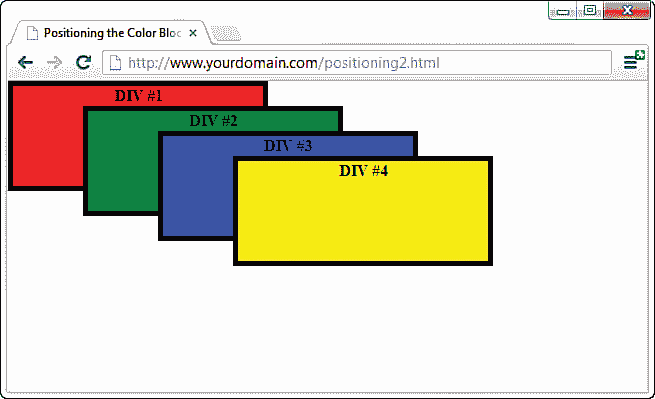 Positioning the Color Bloc
http://www.yourdomain.com/positioning2.html
DIV #1
DIV #2
DIV #3
DIV #4